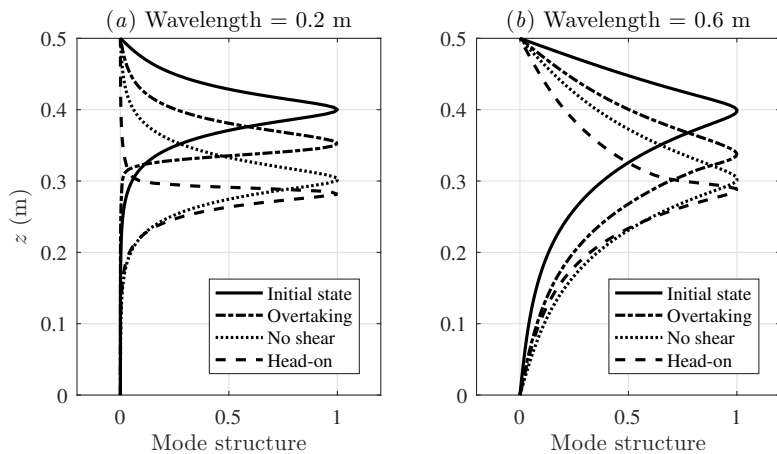 (a) Wavelength = 0.2 m
0.5
0.4
0.3
0.2
0.1
0
z (m)
Initial state
Overtaking
No shear
Head-on
0
0.5
1
Mode structure
(b) Wavelength = 0.6 m
0.5
0.4
0.3
0.2
0.1
0
Initial state
Overtaking
No shear
Head-on
0
0.5
1
Mode structure